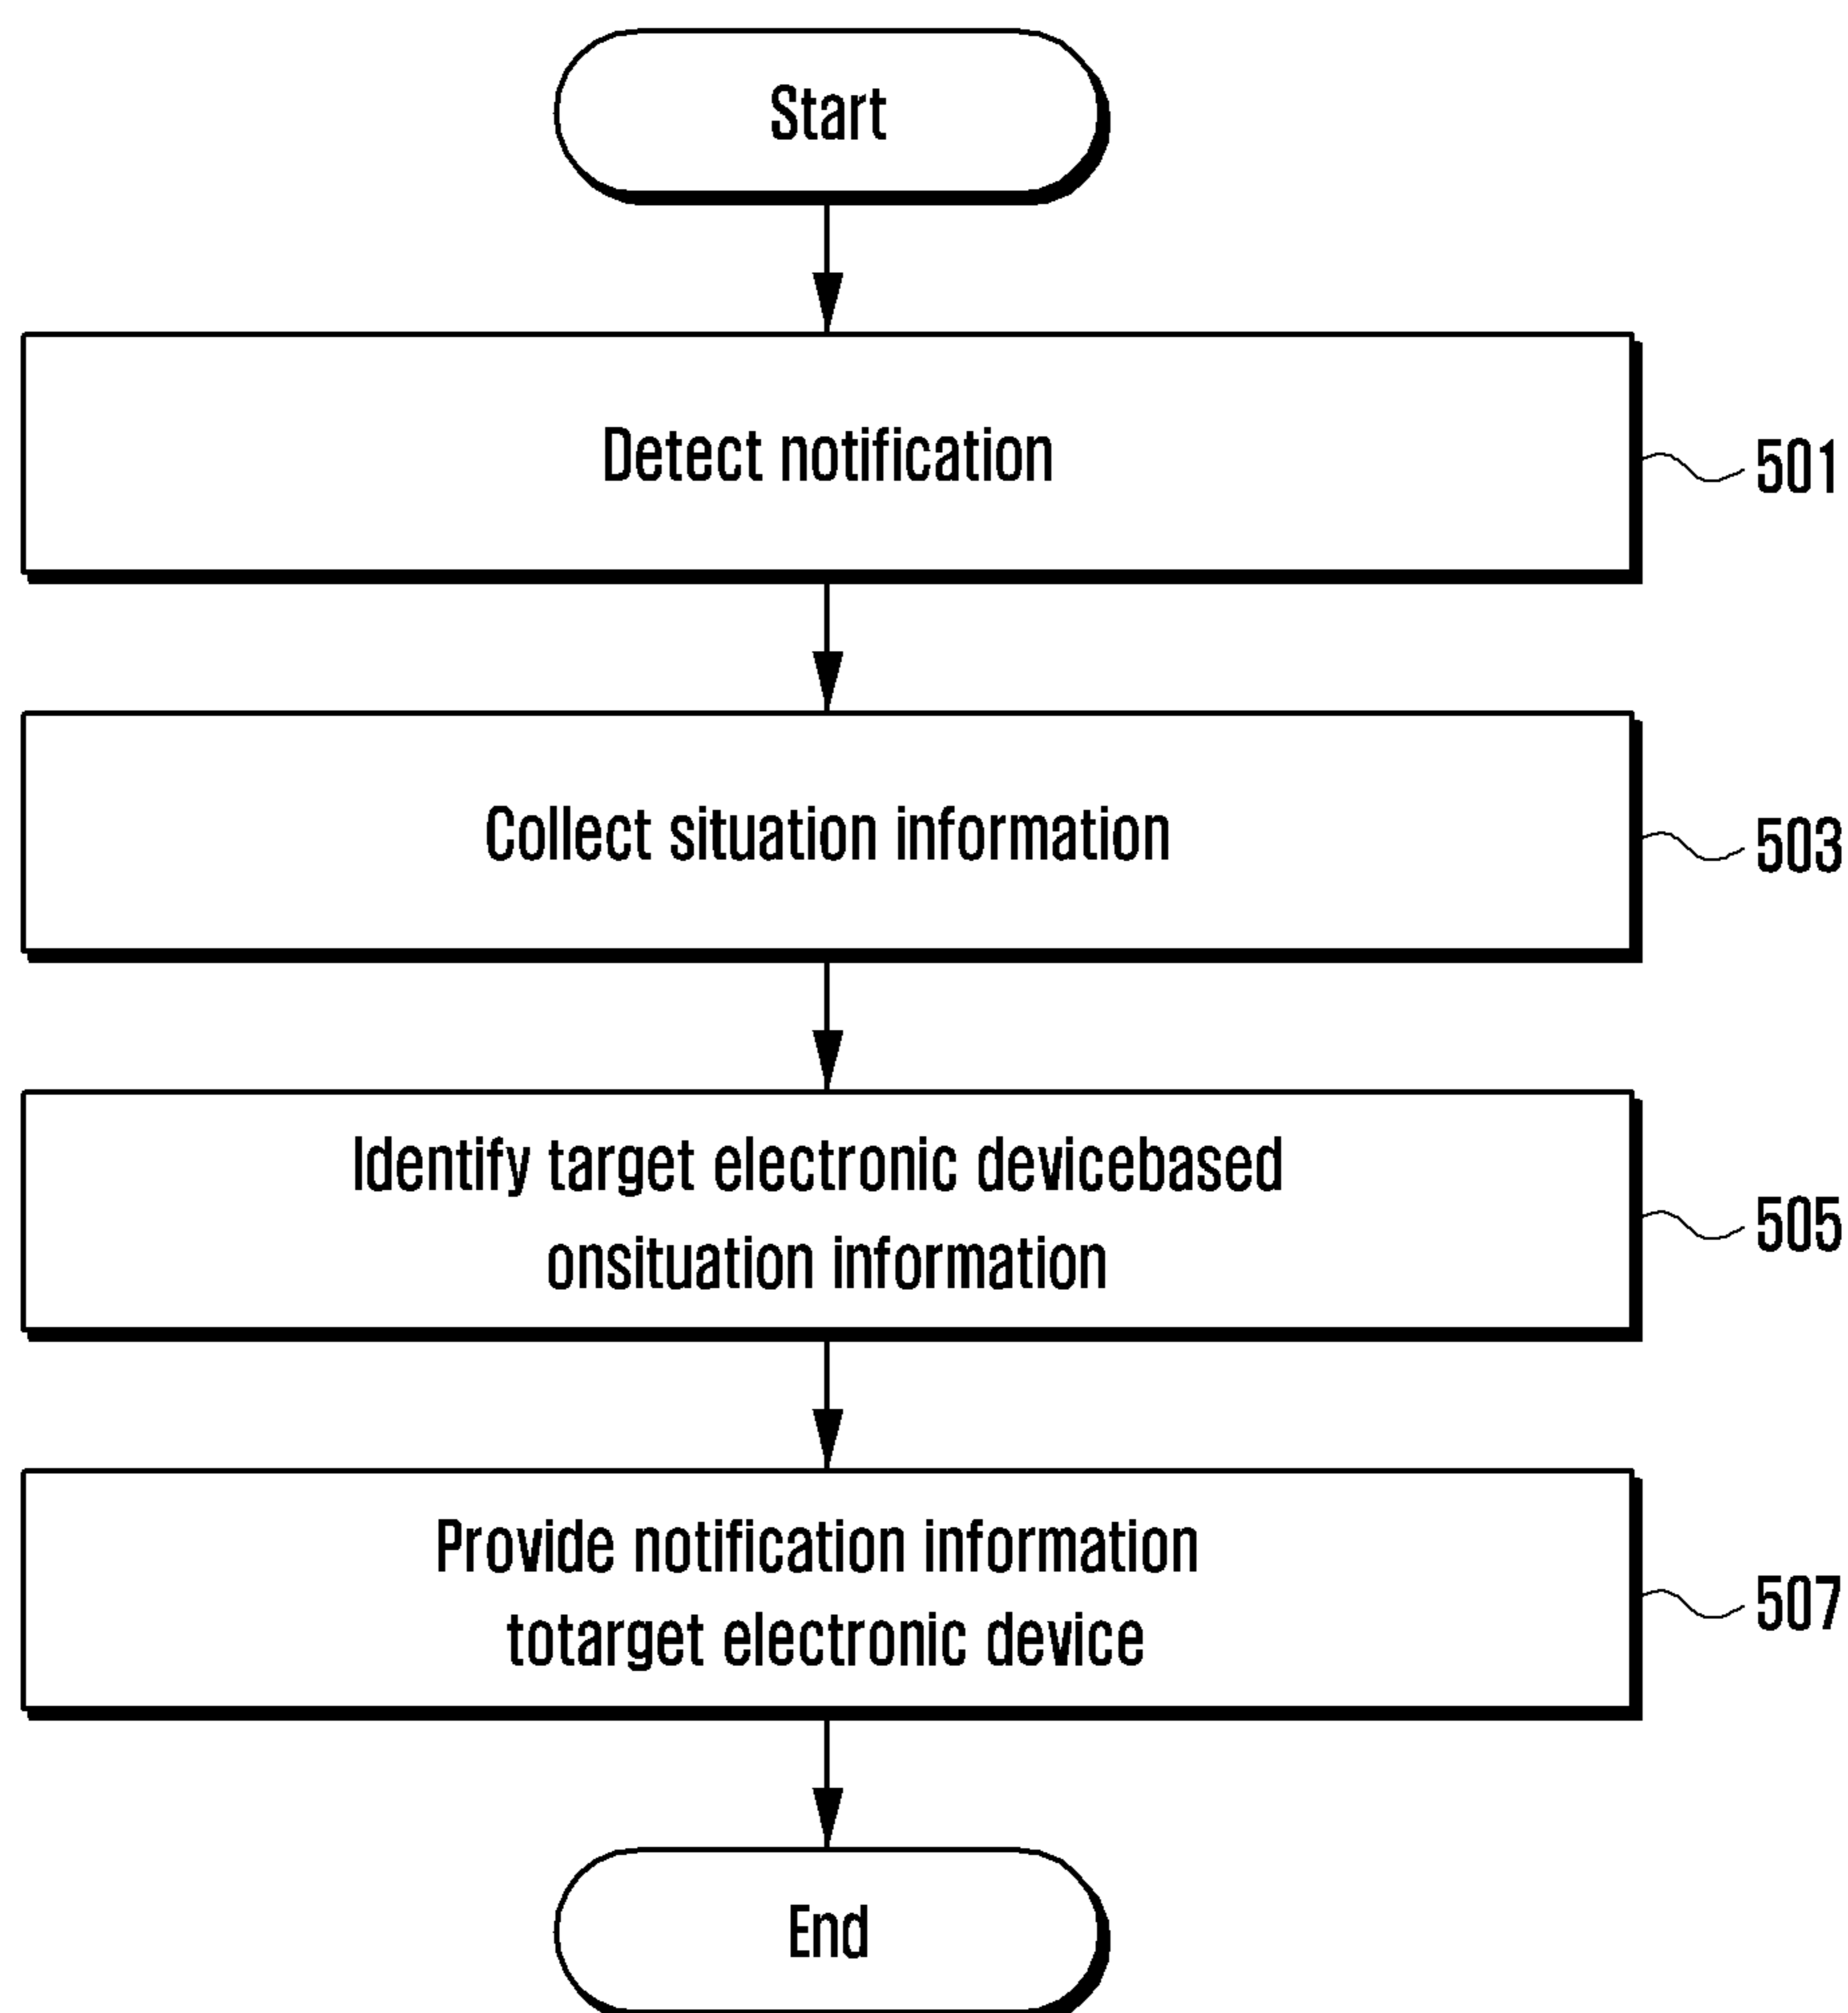 Start
Detect notification
501
Collect situation information
503
Identify target electronic devicebased
onsituation information
505
Provide notification information
totarget electronic device
507
End